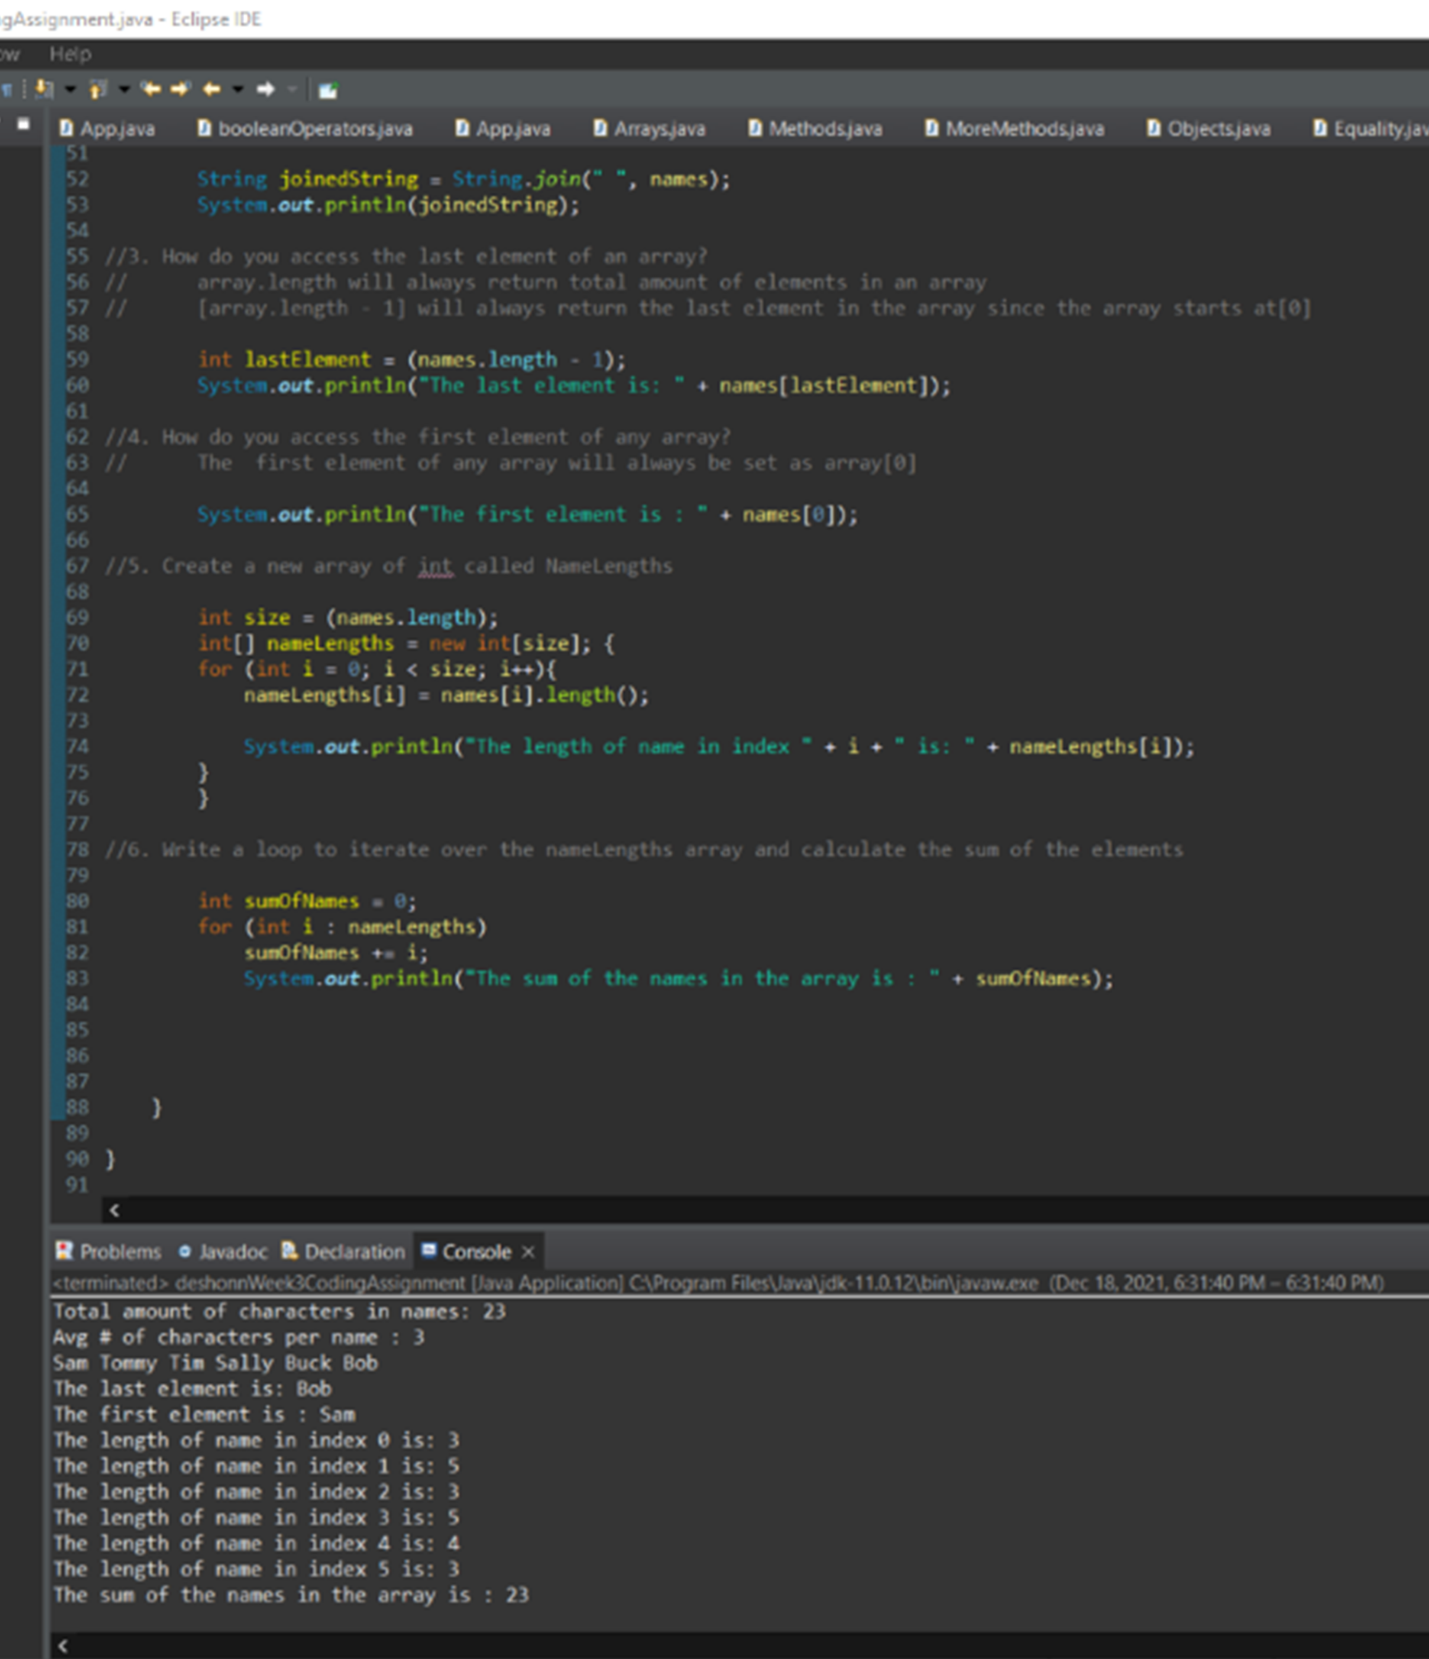 gAssignment.java - Eclipse IDE
ow Help
App.java booleanOperators.java App.java Arrays.java Methods.java MoreMethods.java Objects.java Equality.jav
51
52 String joinedString = String.join(" ", names);
53 System.out.println(joinedString);
54
55 //3. How do you access the last element of an array?
56 // array.length will always return total amount of elements in an array
57 // [array.length - 1] will always return the last element in the array since the array starts at[0]
58
59 int lastElement = (names.length - 1);
60 System.out.println("The last element is: " + names[lastElement]);
61
62 //4. How do you access the first element of any array?
63 // The  first element of any array will always be set as array[0]
64
65 System.out.println("The first element is : " + names[0]);
66
67 //5. Create a new array of int called NameLengths
68
69 int size = (names.length);
70 int[] nameLengths = new int[size]; {
71 for (int i = 0; i < size; i++){
72 nameLengths[i] = names[i].length();
73
74 System.out.println("The length of name in index " + i + " is: " + nameLengths[i]);
75 }
76 }
77
78 //6. Write a loop to iterate over the nameLengths array and calculate the sum of the elements
79
80 int sumOfNames = 0;
81 for (int i : nameLengths)
82 sumOfNames += i;
83 System.out.println("The sum of the names in the array is : " + sumOfNames);
84
85
86
87
88 }
89
90 }
91
Problems Javadoc Declaration Console
<terminated> deshonnWeek3CodingAssignment [Java Application] C:\Program Files\Java\jdk-11.0.12\bin\javaw.exe (Dec 18, 2021, 6:31:40 PM – 6:31:40 PM)
Total amount of characters in names: 23
Avg # of characters per name : 3
Sam Tommy Tim Sally Buck Bob
The last element is: Bob
The first element is : Sam
The length of name in index 0 is: 3
The length of name in index 1 is: 5
The length of name in index 2 is: 3
The length of name in index 3 is: 5
The length of name in index 4 is: 4
The length of name in index 5 is: 3
The sum of the names in the array is : 23